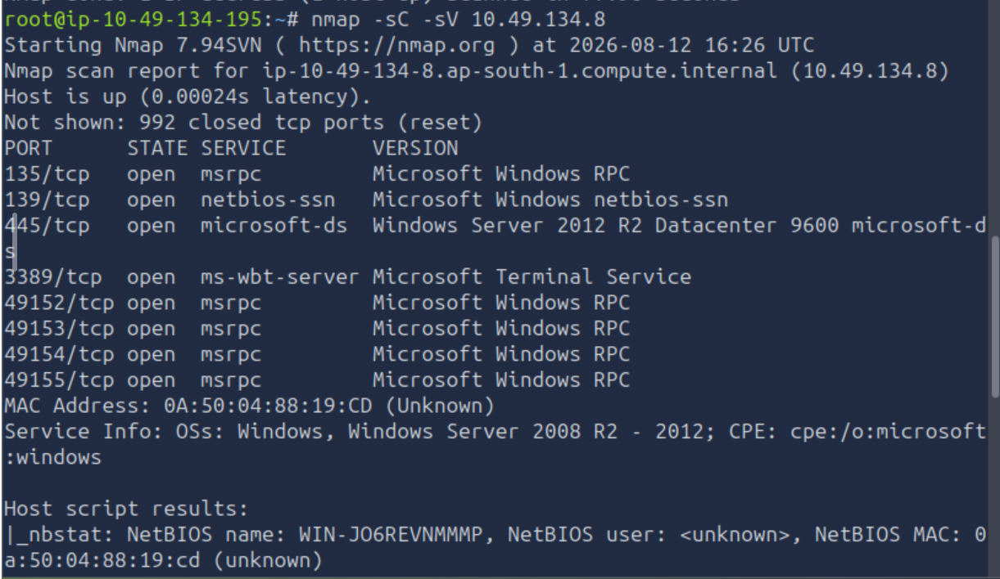 root@ip-10-49-134-195:~# nmap -sC -sV 10.49.134.8
Starting Nmap 7.94SVN ( https://nmap.org ) at 2026-08-12 16:26 UTC
Nmap scan report for ip-10-49-134-8.ap-south-1.compute.internal (10.49.134.8)
Host is up (0.00024s latency).
Not shown: 992 closed tcp ports (reset)
PORT      STATE SERVICE       VERSION
135/tcp   open  msrpc         Microsoft Windows RPC
139/tcp   open  netbios-ssn   Microsoft Windows netbios-ssn
445/tcp   open  microsoft-ds  Windows Server 2012 R2 Datacenter 9600 microsoft-d
s
3389/tcp  open  ms-wbt-server Microsoft Terminal Service
49152/tcp open  msrpc         Microsoft Windows RPC
49153/tcp open  msrpc         Microsoft Windows RPC
49154/tcp open  msrpc         Microsoft Windows RPC
49155/tcp open  msrpc         Microsoft Windows RPC
MAC Address: 0A:50:04:88:19:CD (Unknown)
Service Info: OSs: Windows, Windows Server 2008 R2 - 2012; CPE: cpe:/o:microsoft
:windows

Host script results:
|_nbstat: NetBIOS name: WIN-JO6REVNMMMP, NetBIOS user: <unknown>, NetBIOS MAC: 0
a:50:04:88:19:cd (unknown)